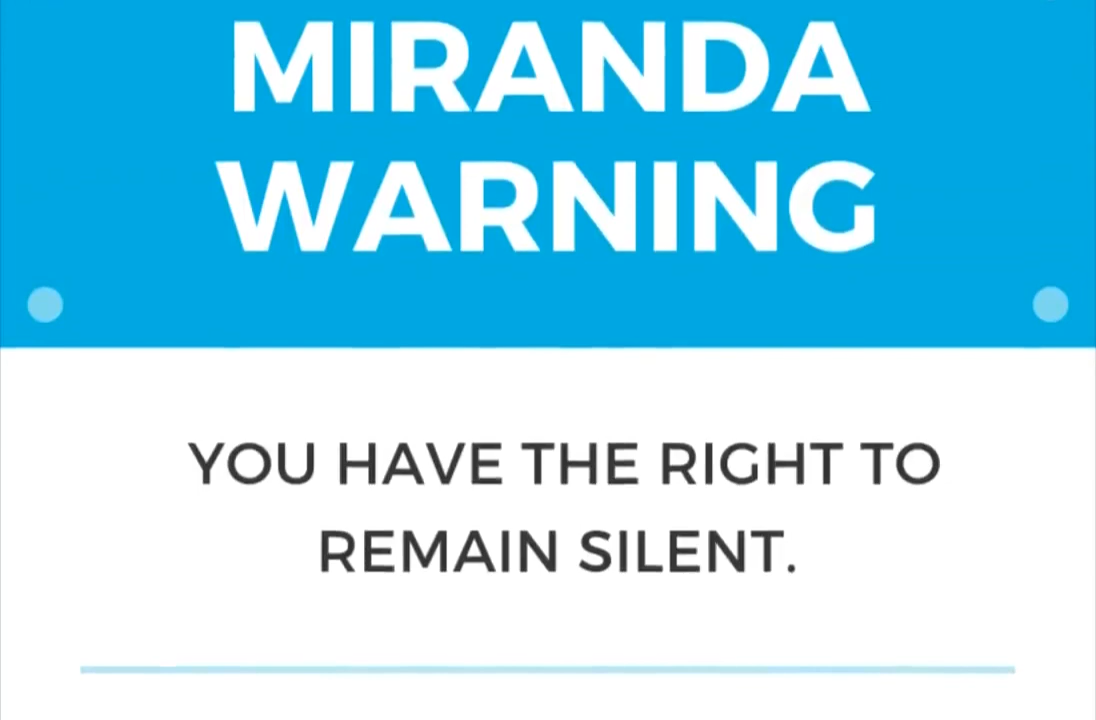 MIRANDA
WARNING
YOU HAVE THE RIGHT TO
REMAIN SILENT.